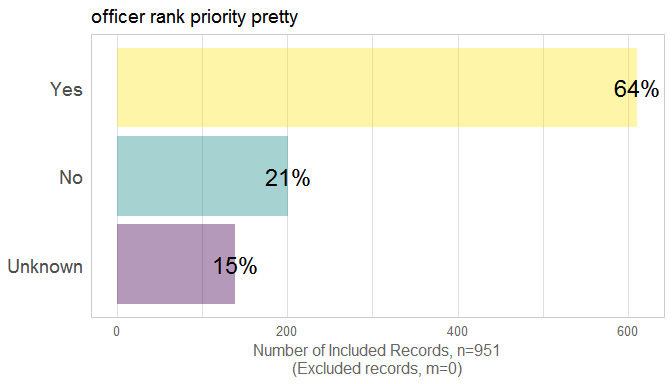 officer rank priority pretty
Yes
64%
No
21%
Unknown
15%
0 200 400 600
Number of Included Records, n=951
(Excluded records, m=0)